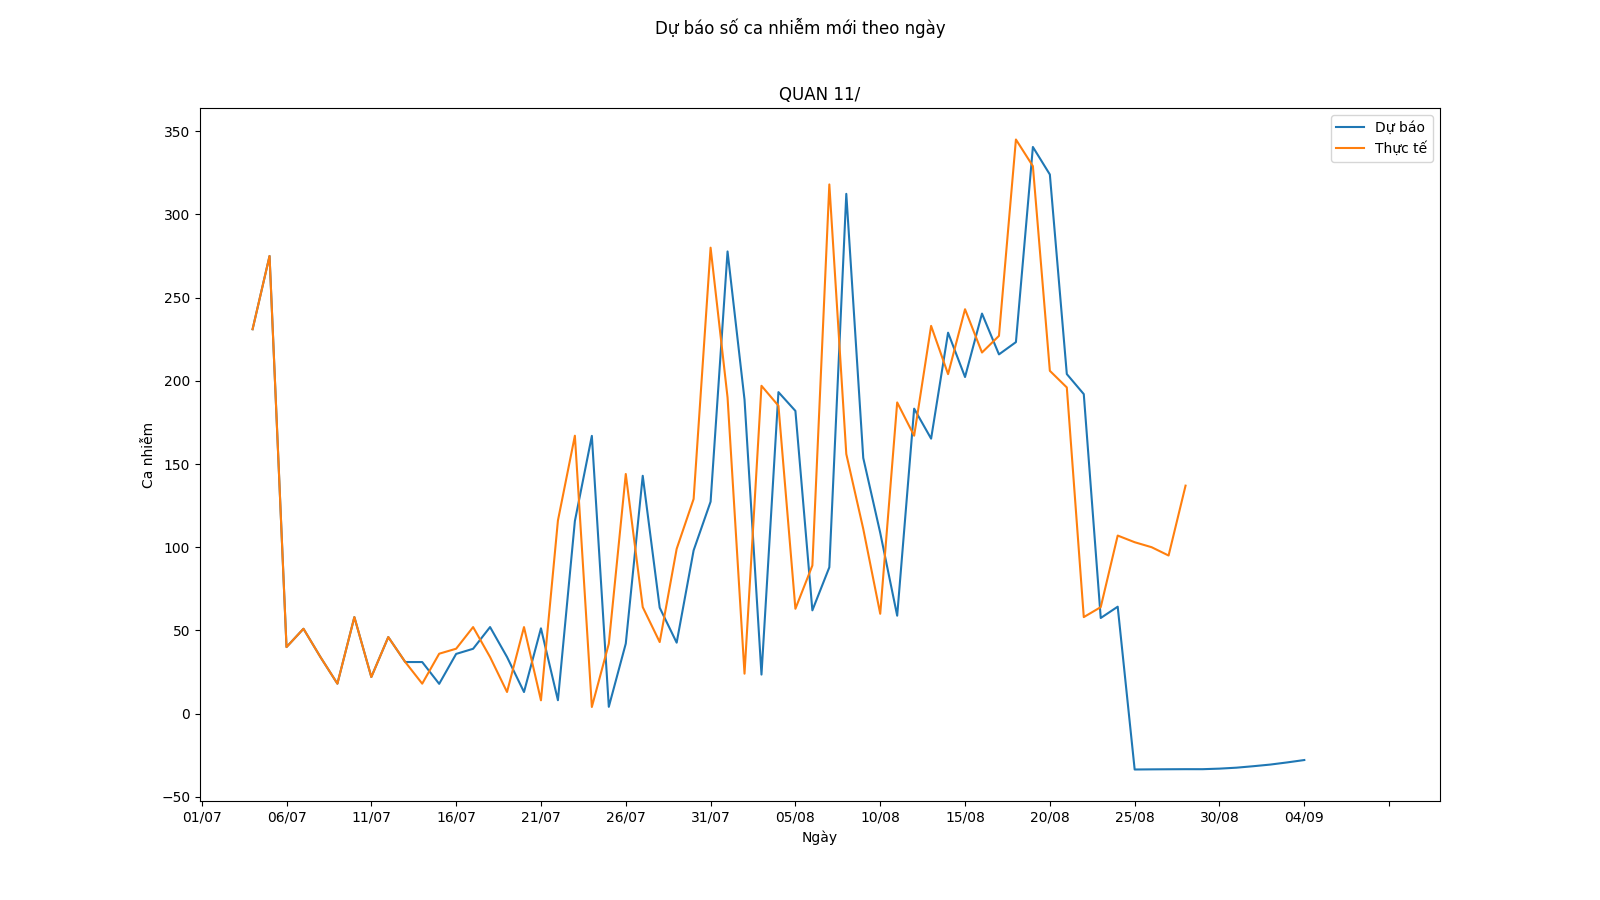 Dự báo số ca nhiễm mới theo ngày
QUAN 11/
Dự báo
Thực tế
Ca nhiễm
350
300
250
200
150
100
50
0
−50
01/07 06/07 11/07 16/07 21/07 26/07 31/07 05/08 10/08 15/08 20/08 25/08 30/08 04/09
Ngày